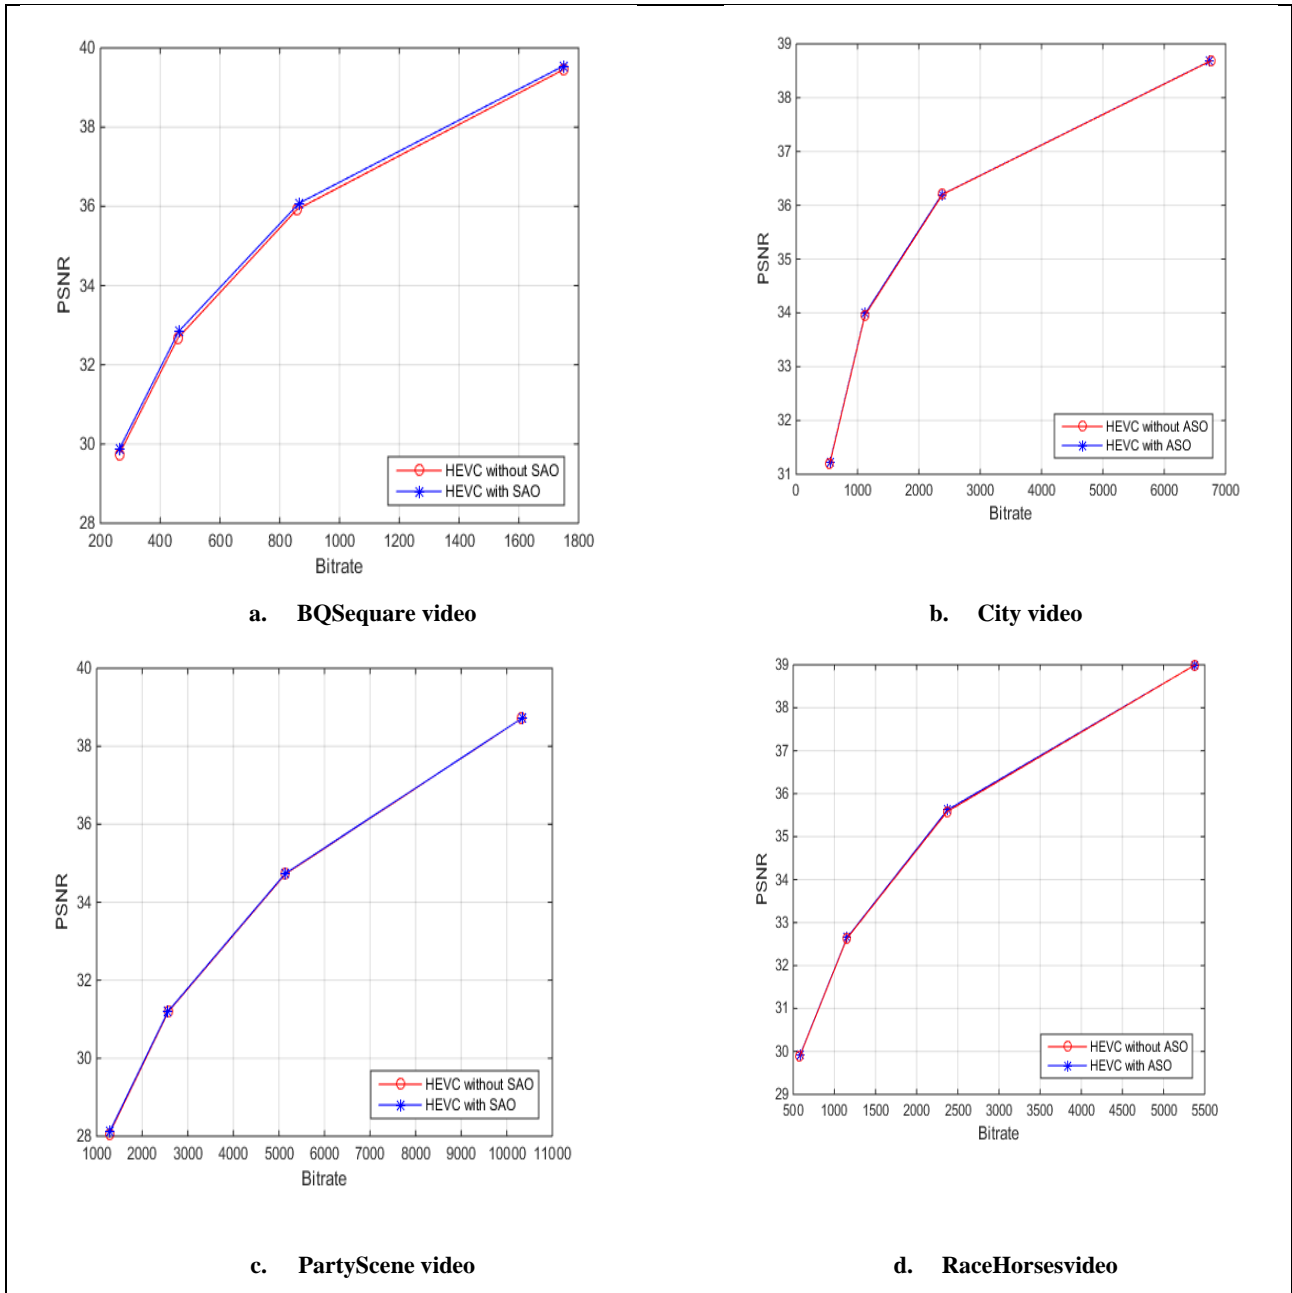 40
38
36
34
32
30
28
PSNR
200 400 600 800 1000 1200 1400 1600 1800
Bitrate
HEVC without SAO
HEVC with SAO
a. BQSequare video
39
38
37
36
35
34
33
32
31
PSNR
0 1000 2000 3000 4000 5000 6000 7000
Bitrate
HEVC without ASO
HEVC with ASO
b. City video
40
38
36
34
32
30
28
PSNR
1000 2000 3000 4000 5000 6000 7000 8000 9000 10000 11000
Bitrate
HEVC without SAO
HEVC with SAO
c. PartyScene video
39
38
37
36
35
34
33
32
31
30
29
PSNR
500 1000 1500 2000 2500 3000 3500 4000 4500 5000 5500
Bitrate
HEVC without ASO
HEVC with ASO
d. RaceHorsesvideo